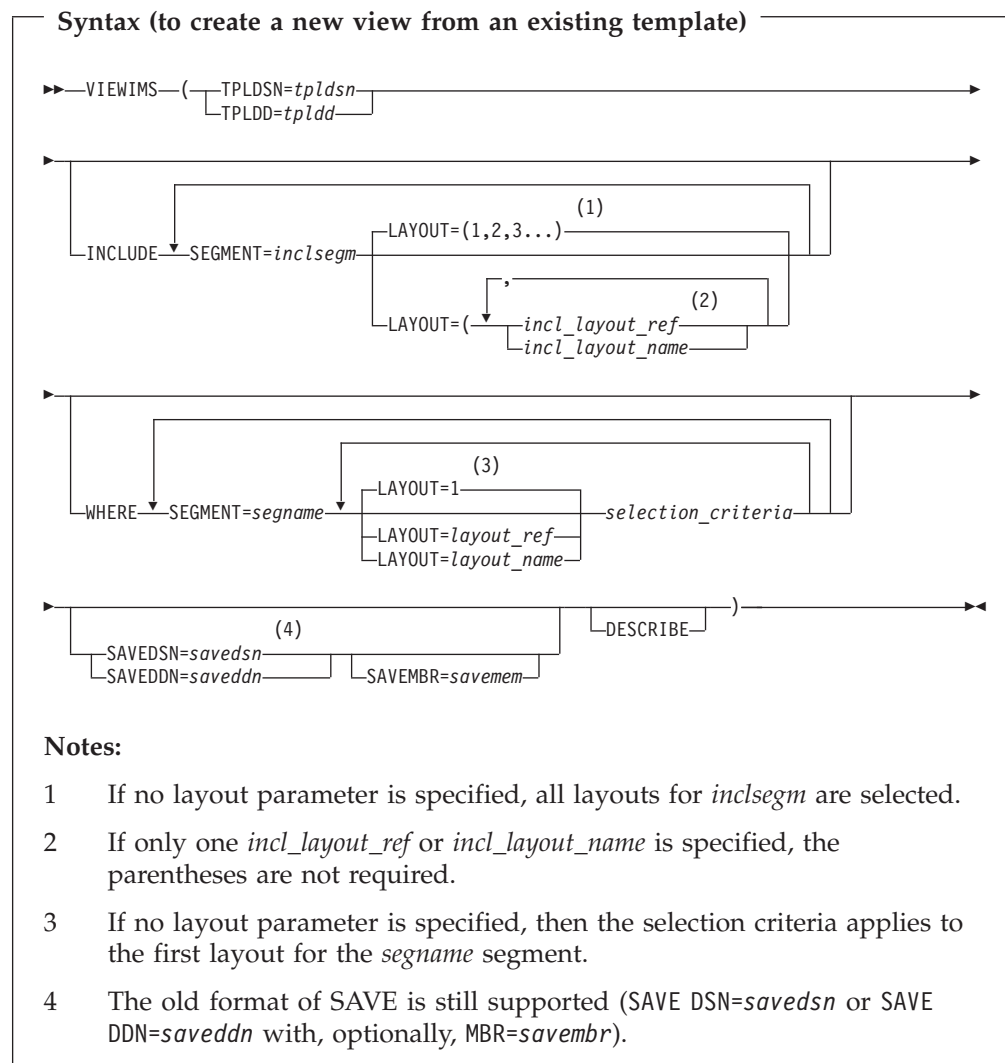 Syntax (to create a new view from an existing template)
VIEWIMS ( TPLDSN=tpldsn
TPLDD=tpldd
(1)
LAYOUT=(1,2,3...)
INCLUDE SEGMENT=inclsegm
,
(2)
LAYOUT=( incl_layout_ref
incl_layout_name
(3)
LAYOUT=1
WHERE SEGMENT=segname selection_criteria
LAYOUT=layout_ref
LAYOUT=layout_name
)
(4) DESCRIBE
SAVEDSN=savedsn
SAVEDDN=saveddn SAVEMBR=savemem
Notes:
1 If no layout parameter is specified, all layouts for inclsegm are selected.
2 If only one incl_layout_ref or incl_layout_name is specified, the
parentheses are not required.
3 If no layout parameter is specified, then the selection criteria applies to
the first layout for the segname segment.
4 The old format of SAVE is still supported (SAVE DSN=savedsn or SAVE
DDN=saveddn with, optionally, MBR=savembr).